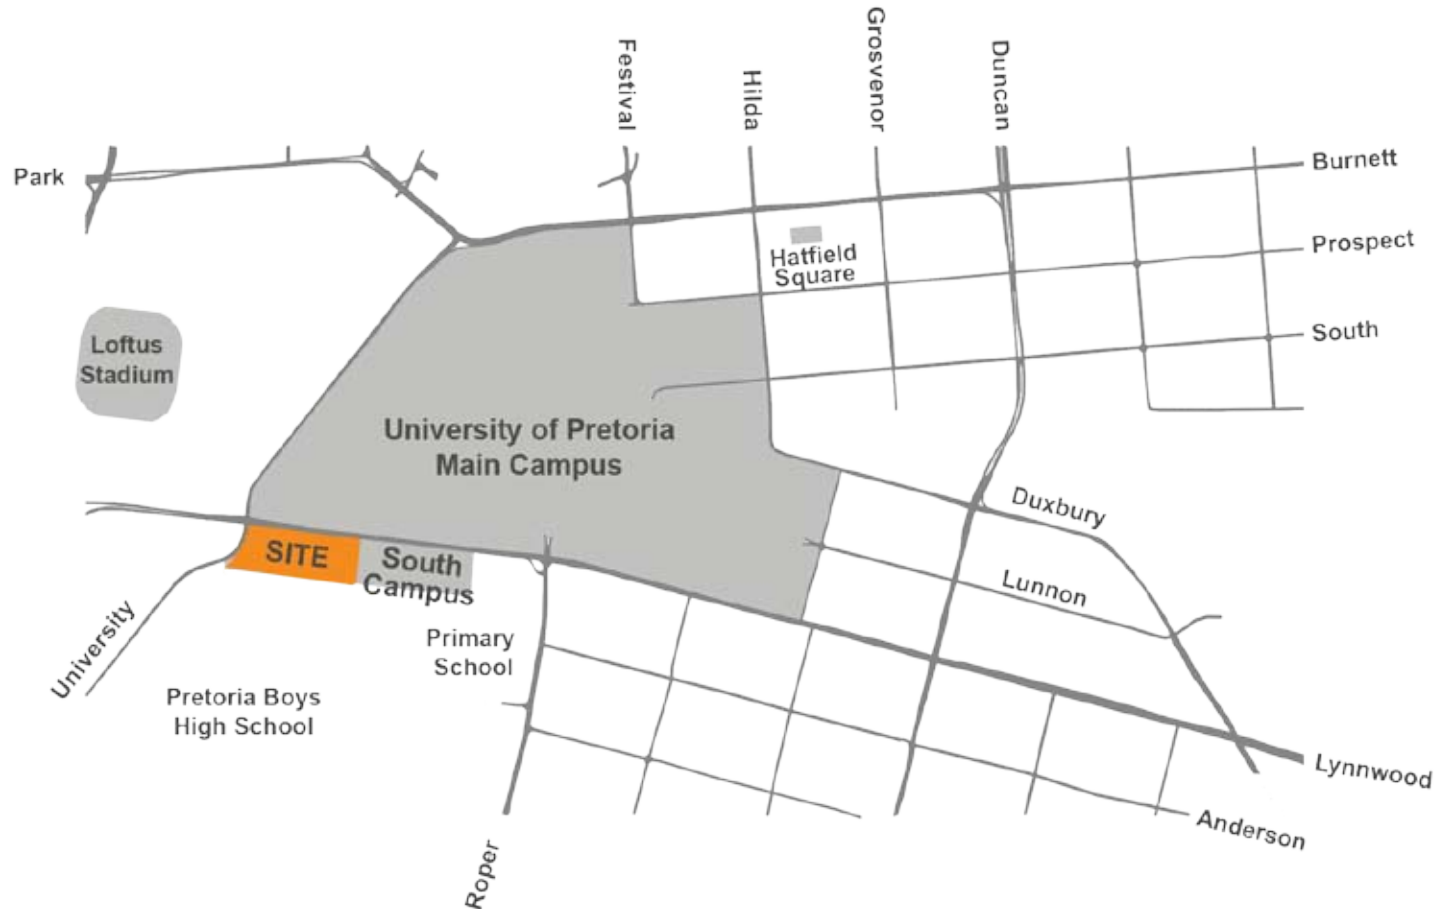 Festival
Hilda
Grosvenor
Duncan
Park
Burnett
Prospect
Hatfield
Square
South
Loftus
Stadium
University of Pretoria
Main Campus
Duxbury
SITE
South
Campus
Lunnon
University
Primary
School
Pretoria Boys
High School
Lynnwood
Anderson
Roper